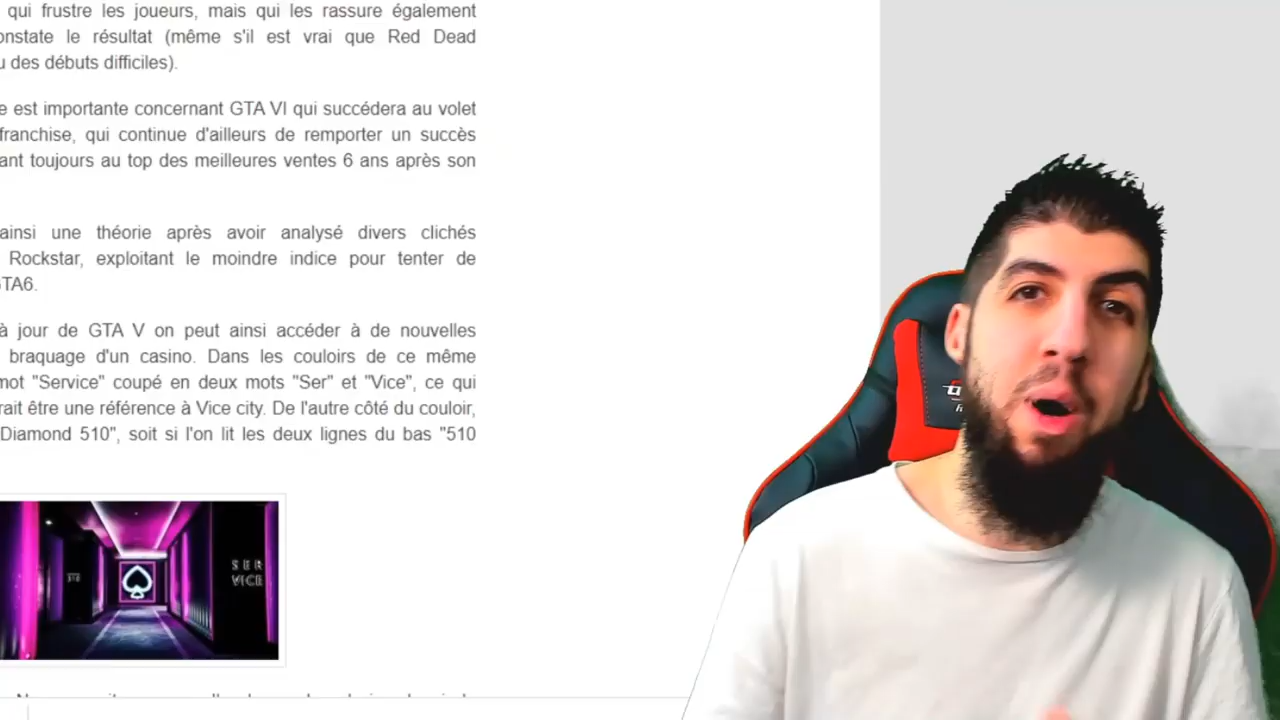 qui frustre les joueurs, mais qui les rassure également
constate le résultat (même s'il est vrai que Red Dead
des débuts difficiles).
est importante concernant GTA VI qui succédera au volet
franchise, qui continue d'ailleurs de remporter un succès
toujours au top des meilleures ventes 6 ans après son
ainsi une théorie après avoir analysé divers clichés
Rockstar, exploitant le moindre indice pour tenter de
GTA6.
à jour de GTA V on peut ainsi accéder à de nouvelles
braquage d'un casino. Dans les couloirs de ce même
mot "Service" coupé en deux mots "Ser" et "Vice", ce qui
être une référence à Vice city. De l'autre côté du couloir,
Diamond 510", soit si l'on lit les deux lignes du bas "510
SER
VICE